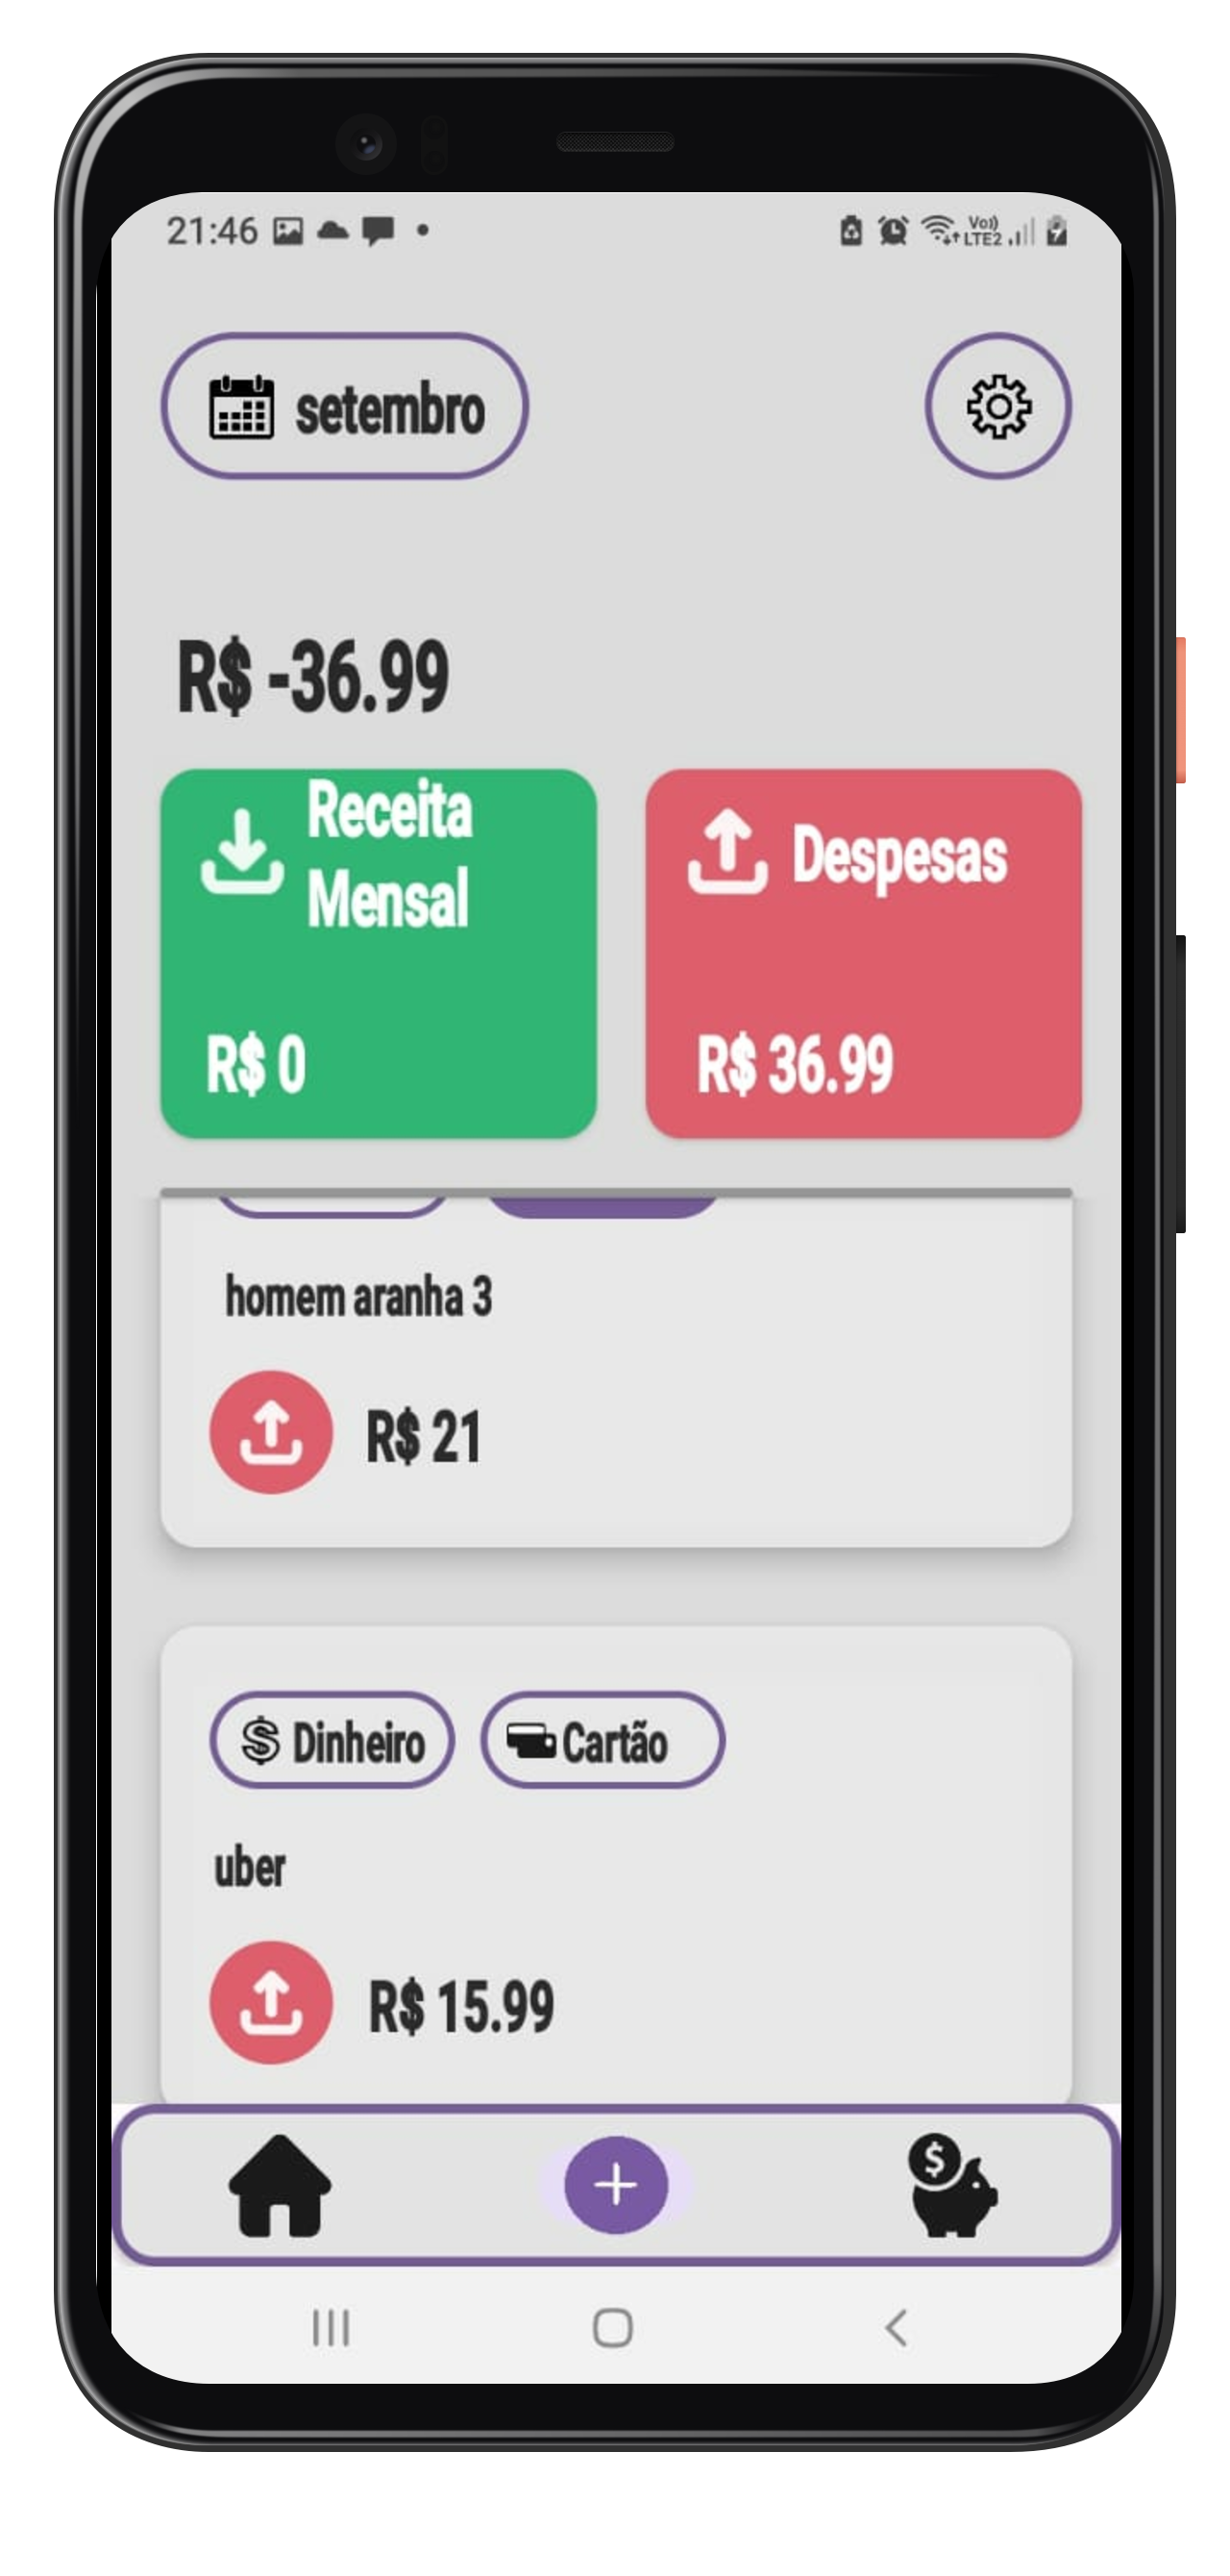 21:46
Vo))
LTE2
setembro
R$ -36.99
Receita
Mensal
Despesas
R$ 0
R$ 36.99
homem aranha 3
R$ 21
$ Dinheiro
Cartão
uber
R$ 15.99
$